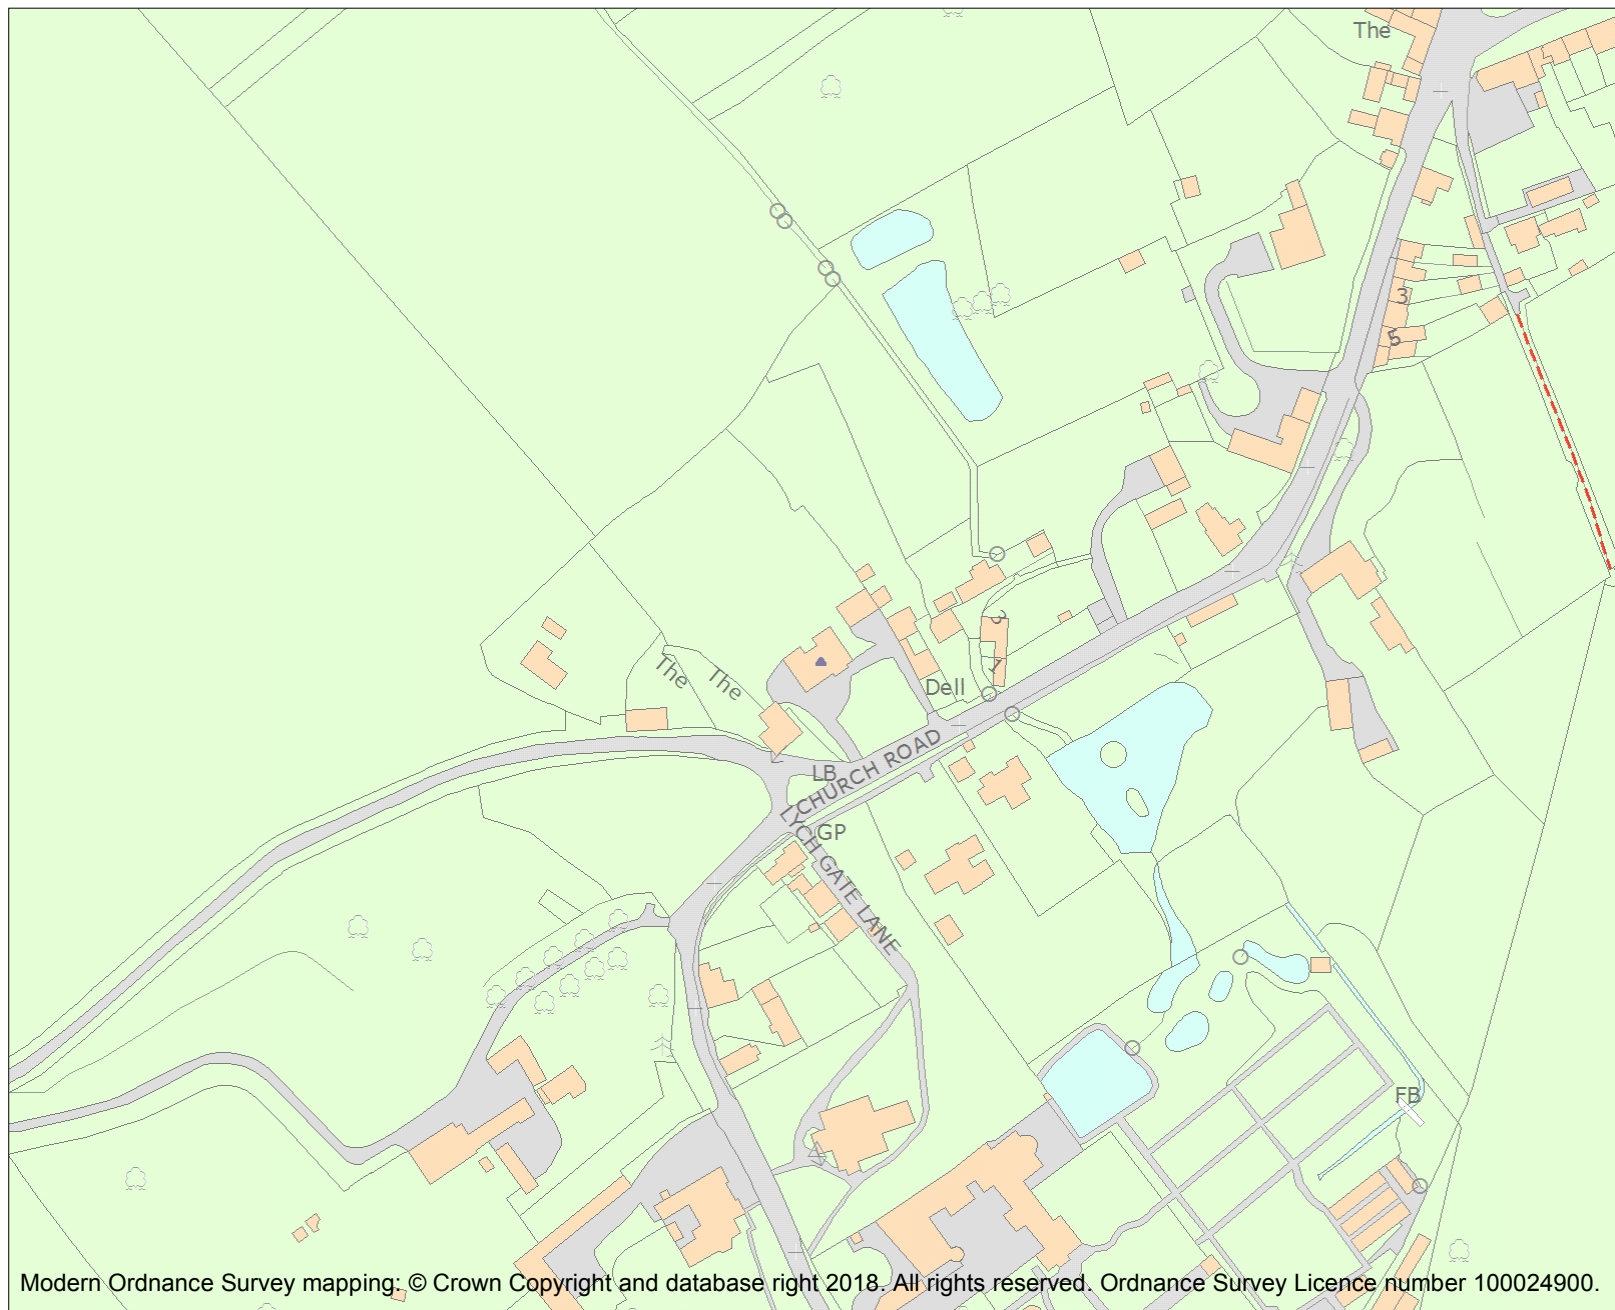 The
3
5
3
1
The
The
Dell
CHURCH ROAD
LB
LYCH GATE LANE
GP
FB
Modern Ordnance Survey mapping: © Crown Copyright and database right 2018. All rights reserved. Ordnance Survey Licence number 100024900.